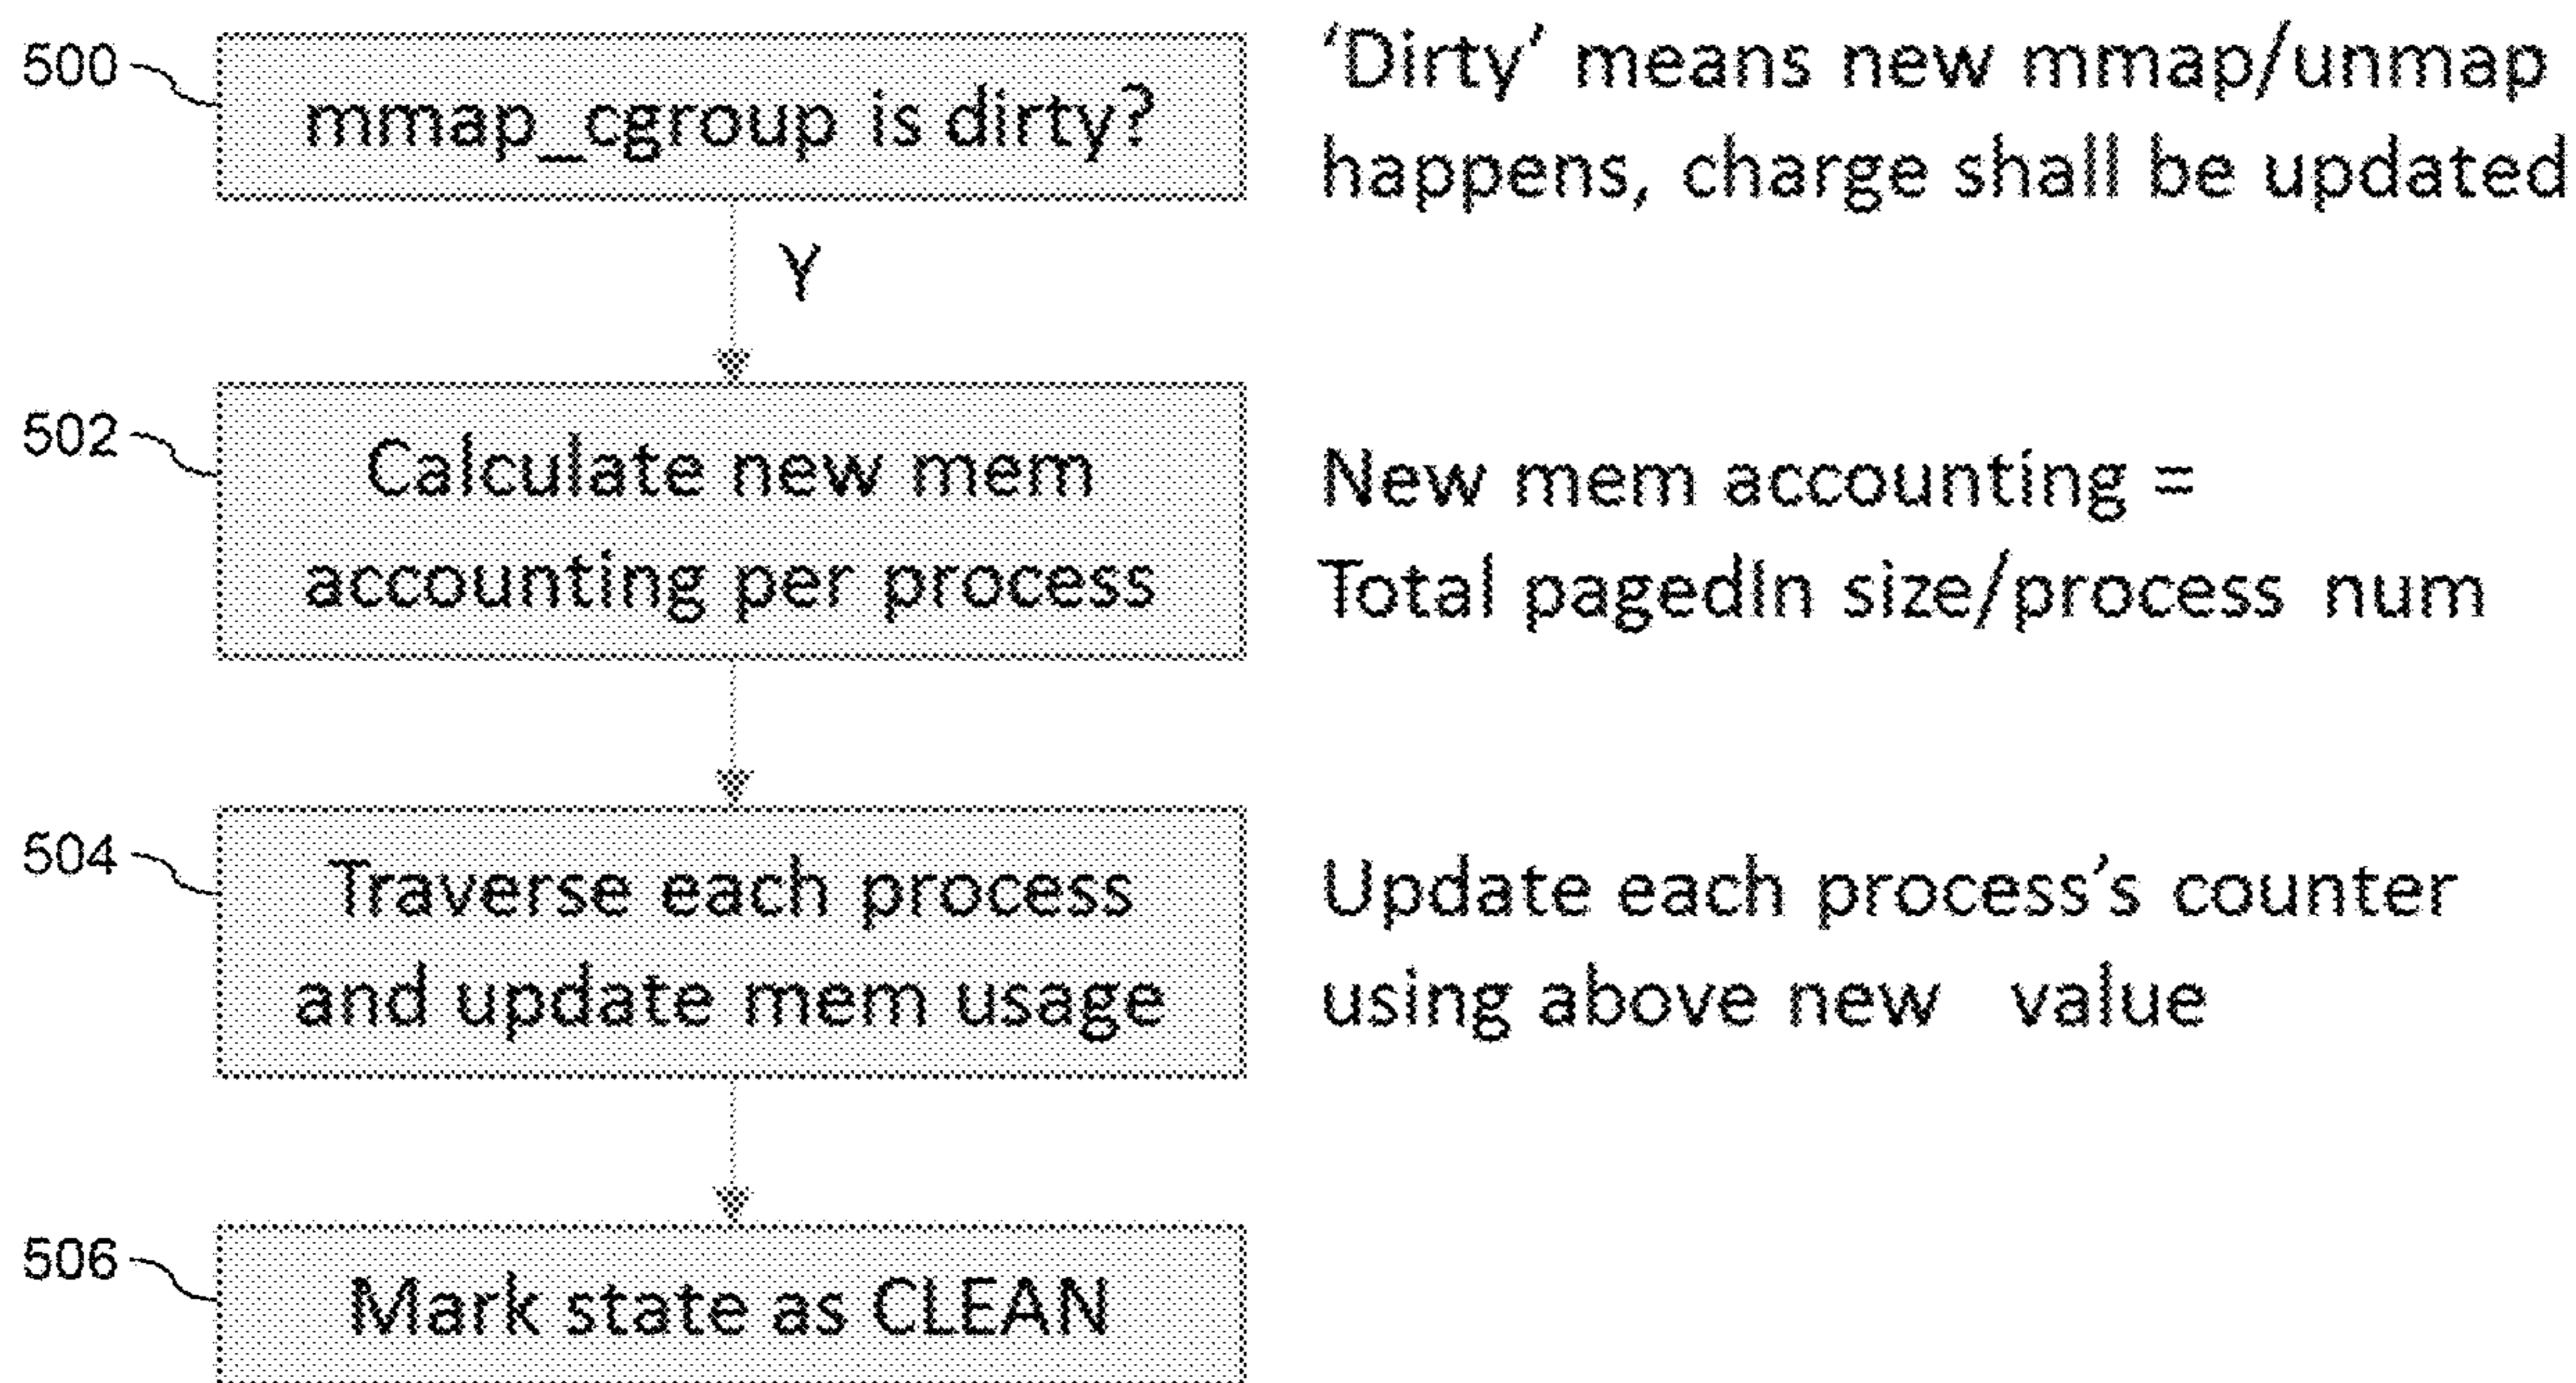 500
mmap_cgroup is dirty?
'Dirty' means new mmap/unmap
happens, charge shall be updated
Y
502
Calculate new mem
accounting per process
New mem accounting =
Total pagedIn size/process num
504
Traverse each process
and update mem usage
Update each process's counter
using above new value
506
Mark state as CLEAN